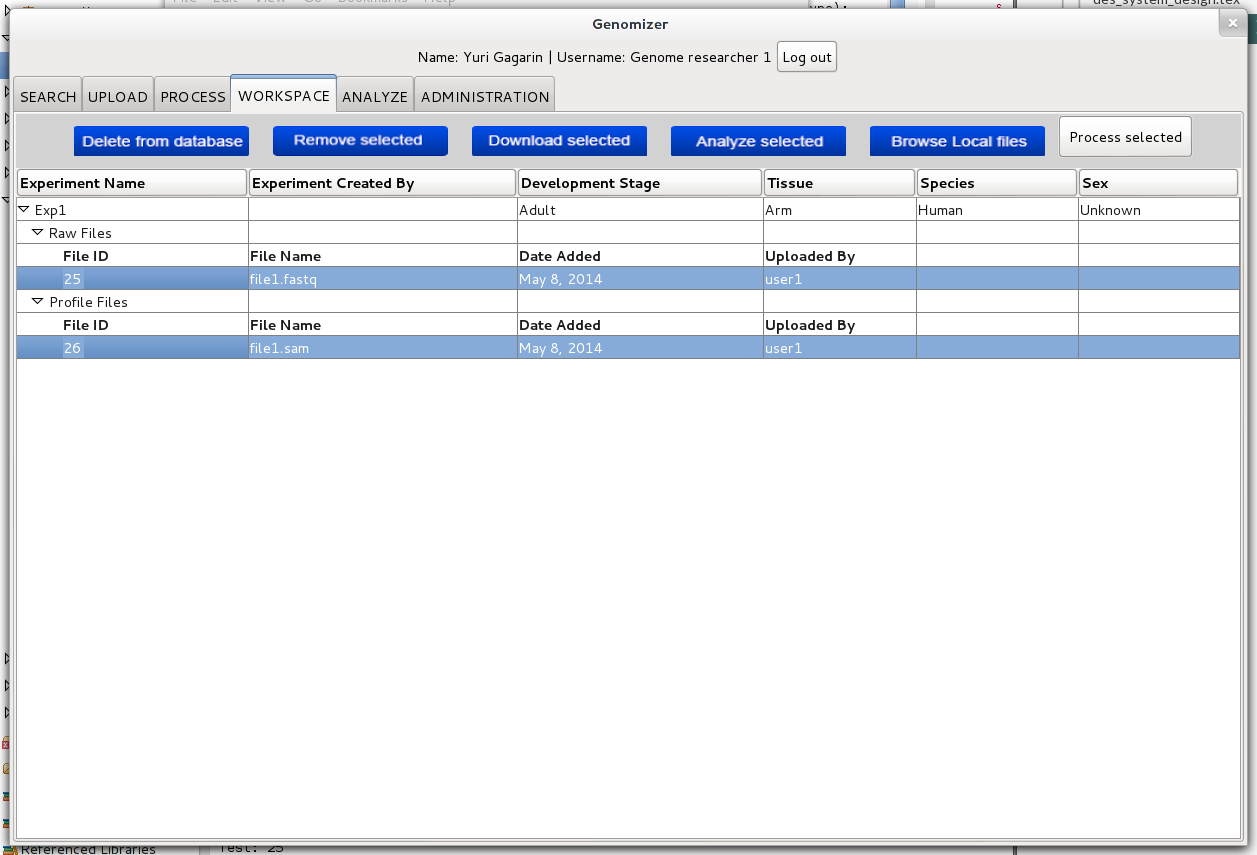 des_system_design.tex
Genomizer
Name: Yuri Gagarin | Username: Genome researcher 1 Log out
SEARCH UPLOAD PROCESS WORKSPACE ANALYZE ADMINISTRATION
Delete from database Remove selected Download selected Analyze selected Browse Local files Process selected
Experiment Name Experiment Created By Development Stage Tissue Species Sex
Exp1 Adult Arm Human Unknown
Raw Files
File ID File Name Date Added Uploaded By
25 file1.fastq May 8, 2014 user1
Profile Files
File ID File Name Date Added Uploaded By
26 file1.sam May 8, 2014 user1
Referenced Libraries Test: 25